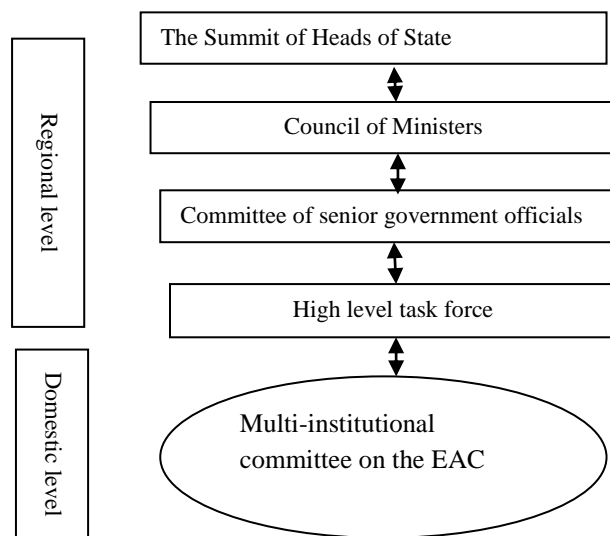 The Summit of Heads of State
Council of Ministers
Committee of senior government officials
High level task force
Multi-institutional
committee on the EAC
Regional level
Domestic level